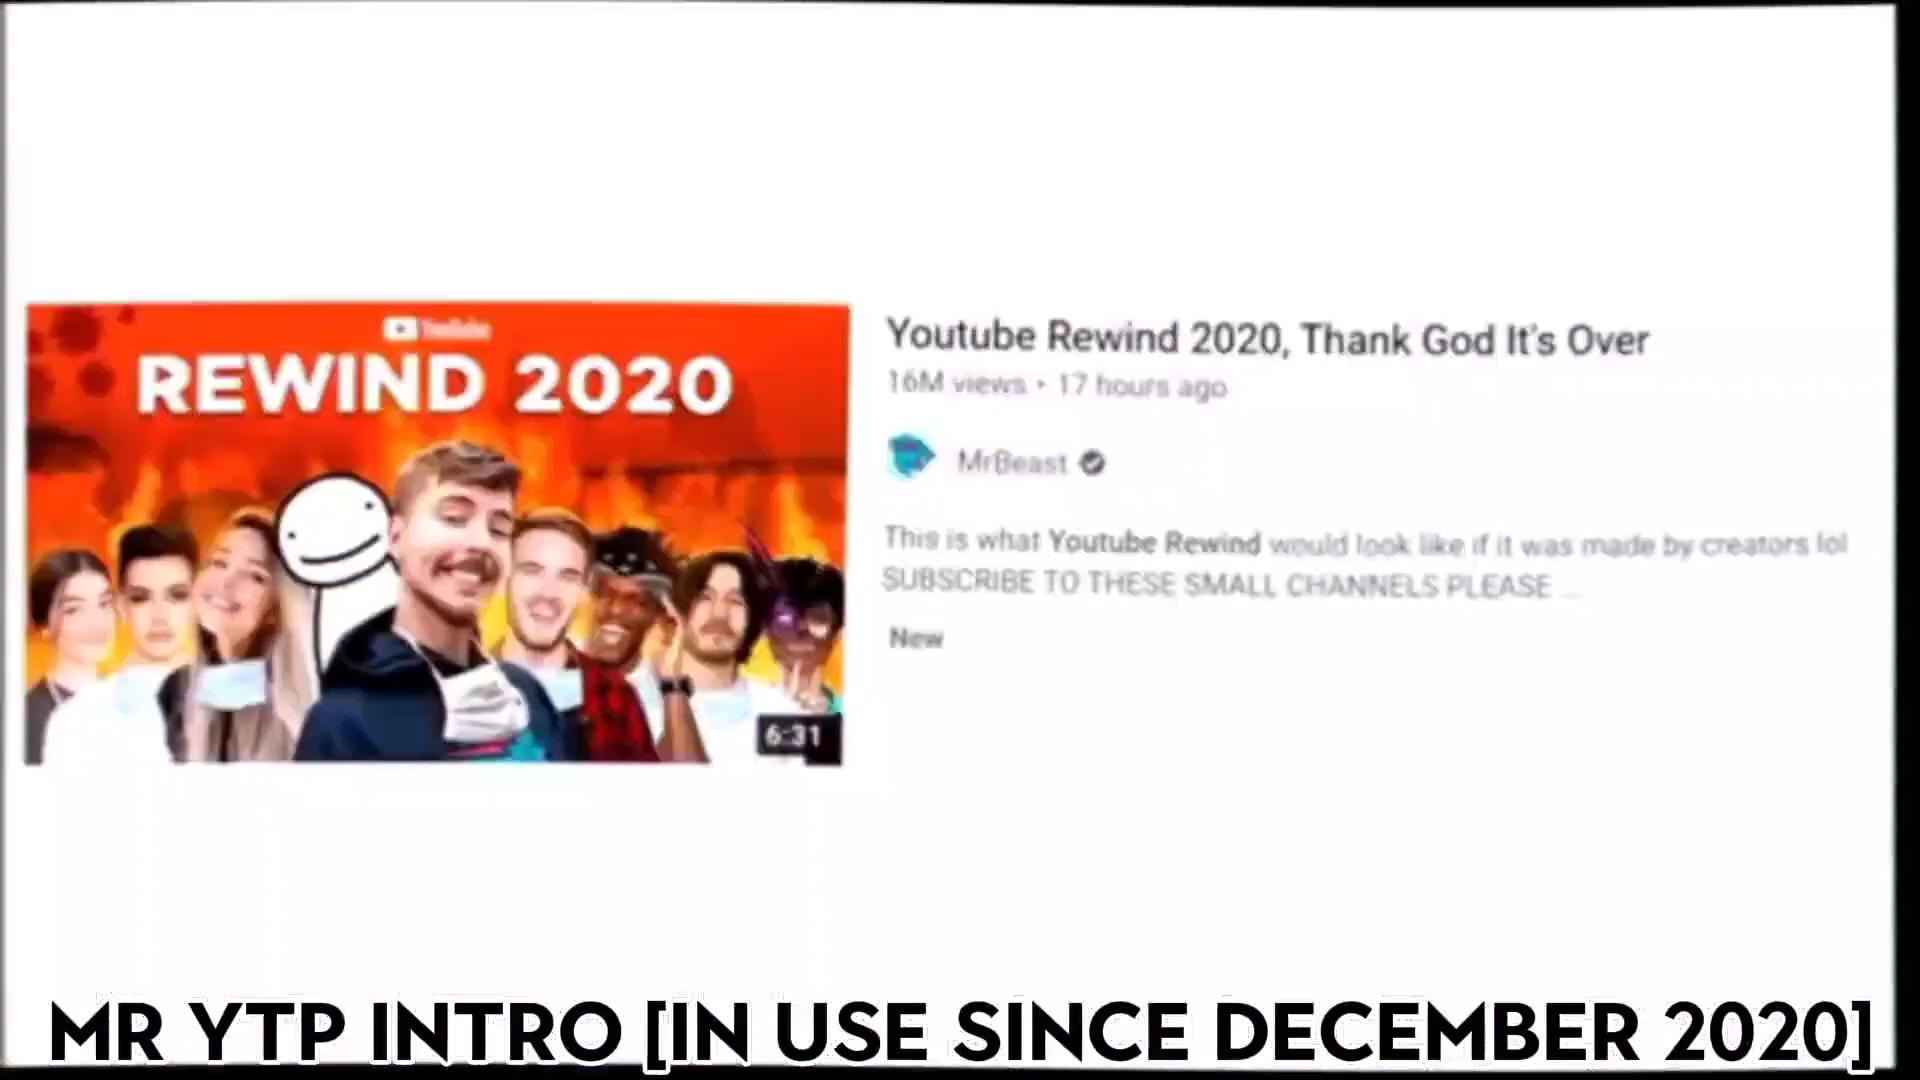 YouTube
REWIND 2020
6:31
Youtube Rewind 2020, Thank God It's Over
16M views • 17 hours ago
MrBeast
This is what Youtube Rewind would look like if it was made by creators lol
SUBSCRIBE TO THESE SMALL CHANNELS PLEASE ...
New
MR YTP INTRO [IN USE SINCE DECEMBER 2020]